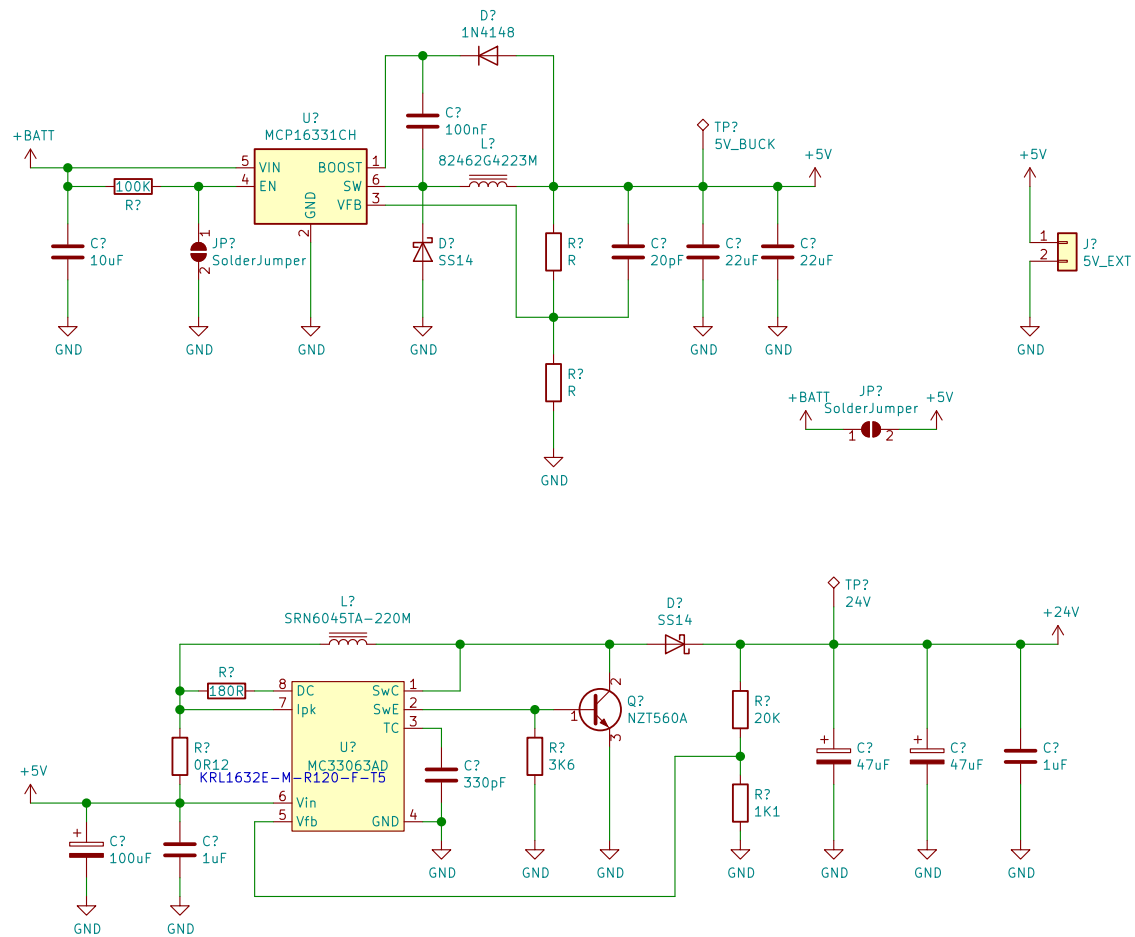 D?
1N4148
U?
MCP16331CH
C?
100nF
L?
82462G4223M
TP?
5V_BUCK
+BATT
+5V
+5V
5 VIN BOOST 1
4 EN SW 6
VFB 3
GND
2
100K
R?
C?
10uF
JP?
SolderJumper
1
2
D?
SS14
R?
R
C?
20pF
C?
22uF
C?
22uF
1
2
J?
5V_EXT
GND
GND
GND
GND
GND
GND
GND
R?
R
GND
+BATT
JP?
SolderJumper
+5V
1 2
TP?
24V
L?
SRN6045TA-220M
D?
SS14
+24V
R?
180R
8 DC SwC 1
7 Ipk SwE 2
TC 3
U?
MC33063AD
6 Vin
5 Vfb GND 4
R?
0R12
KRL1632E-M-R120-F-T5
Q?
NZT560A
1
2
3
R?
20K
R?
3K6
C?
330pF
C?
47uF
+
C?
47uF
+
C?
1uF
R?
1K1
+5V
+
C?
100uF
C?
1uF
GND
GND
GND
GND
GND
GND
GND
GND
GND